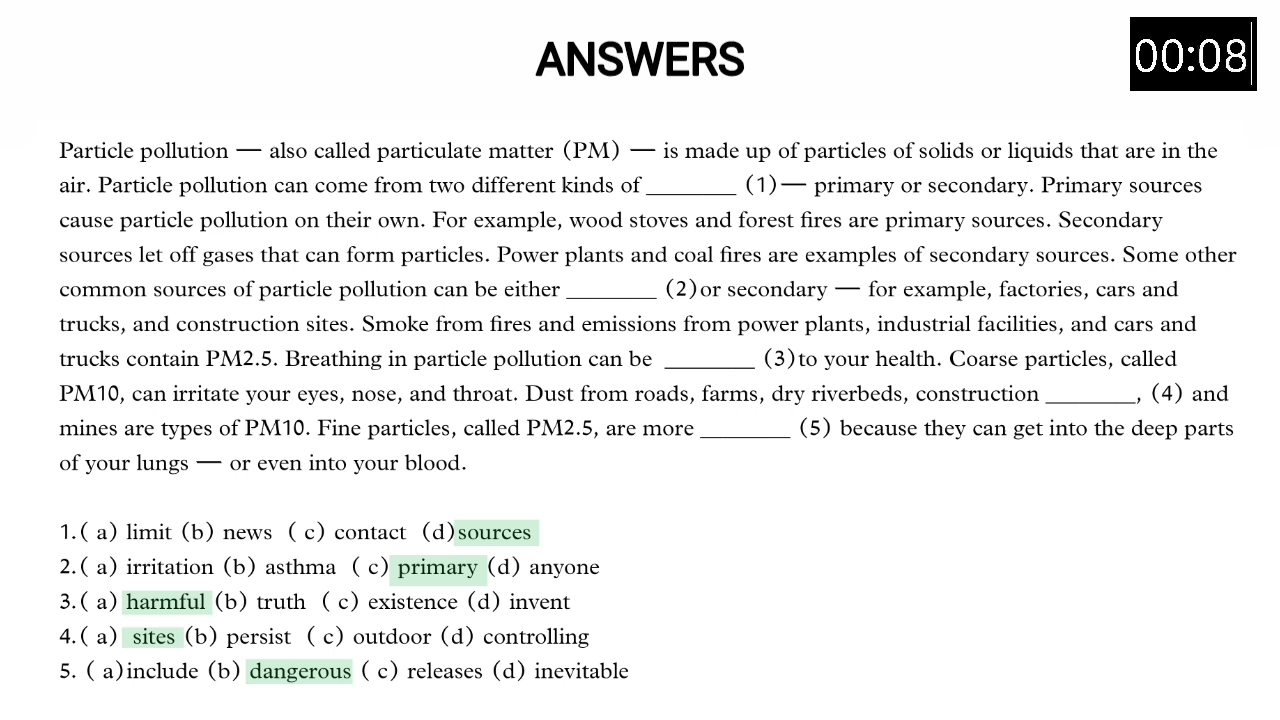 ANSWERS
00:08
Particle pollution — also called particulate matter (PM) — is made up of particles of solids or liquids that are in the
air. Particle pollution can come from two different kinds of ________ (1)— primary or secondary. Primary sources
cause particle pollution on their own. For example, wood stoves and forest fires are primary sources. Secondary
sources let off gases that can form particles. Power plants and coal fires are examples of secondary sources. Some other
common sources of particle pollution can be either ________ (2)or secondary — for example, factories, cars and
trucks, and construction sites. Smoke from fires and emissions from power plants, industrial facilities, and cars and
trucks contain PM2.5. Breathing in particle pollution can be ________ (3)to your health. Coarse particles, called
PM10, can irritate your eyes, nose, and throat. Dust from roads, farms, dry riverbeds, construction ________, (4) and
mines are types of PM10. Fine particles, called PM2.5, are more ________ (5) because they can get into the deep parts
of your lungs — or even into your blood.
1.( a) limit (b) news ( c) contact (d)sources
2.( a) irritation (b) asthma ( c) primary (d) anyone
3.( a) harmful (b) truth ( c) existence (d) invent
4.( a) sites (b) persist ( c) outdoor (d) controlling
5. ( a)include (b) dangerous ( c) releases (d) inevitable